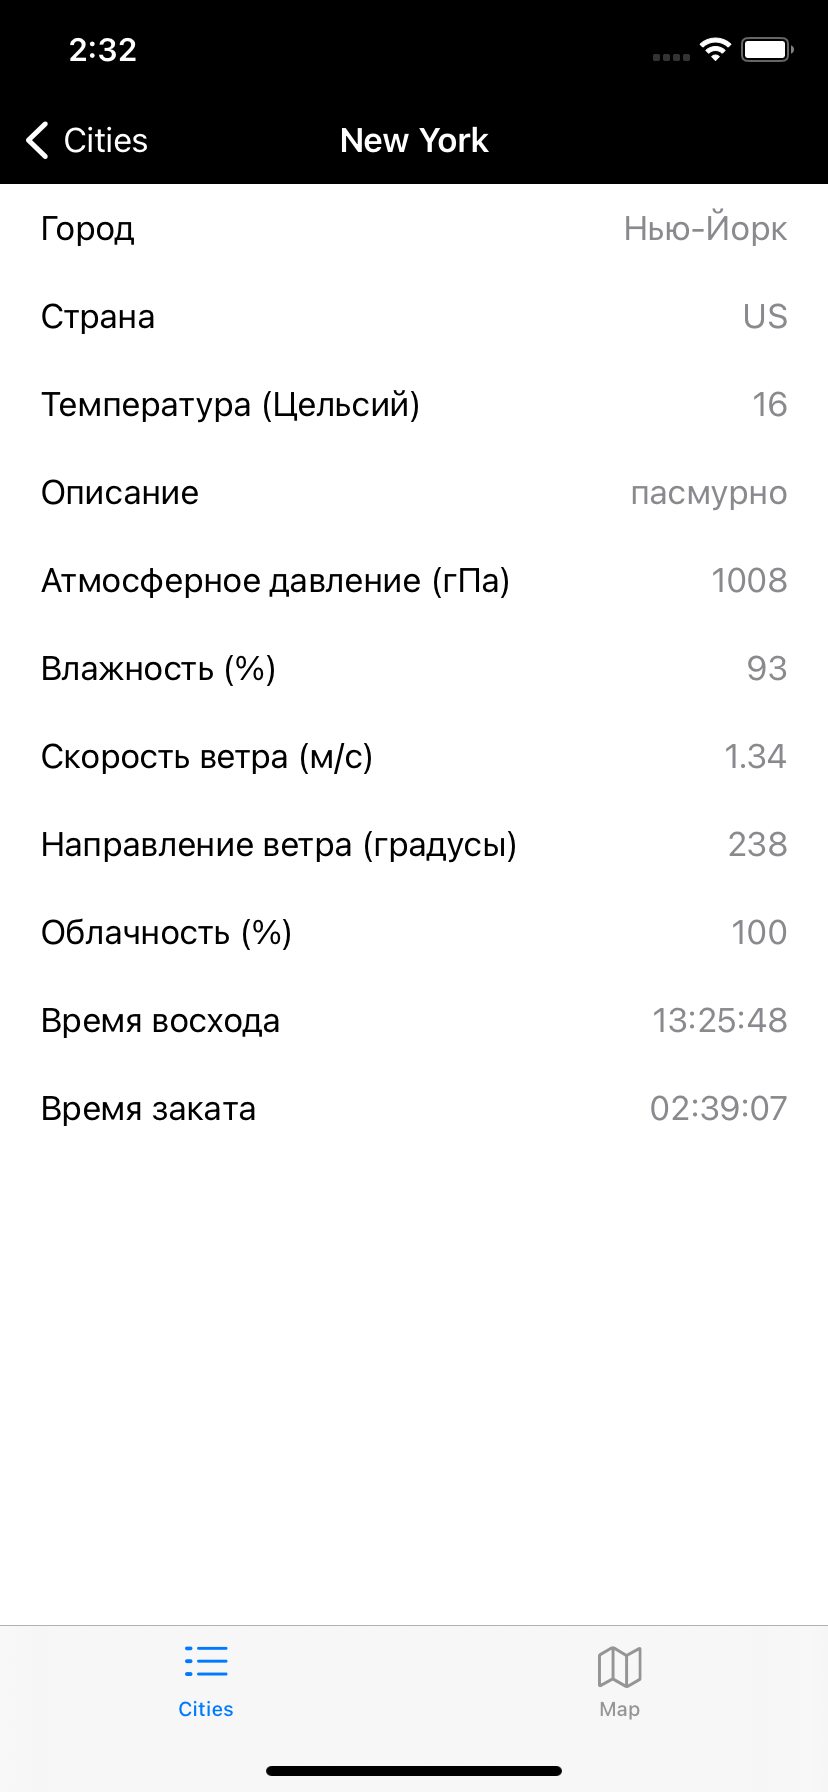 2:32
Cities New York
Город Нью-Йорк
Страна US
Температура (Цельсий) 16
Описание пасмурно
Атмосферное давление (гПа) 1008
Влажность (%) 93
Скорость ветра (м/с) 1.34
Направление ветра (градусы) 238
Облачность (%) 100
Время восхода 13:25:48
Время заката 02:39:07
Cities Map